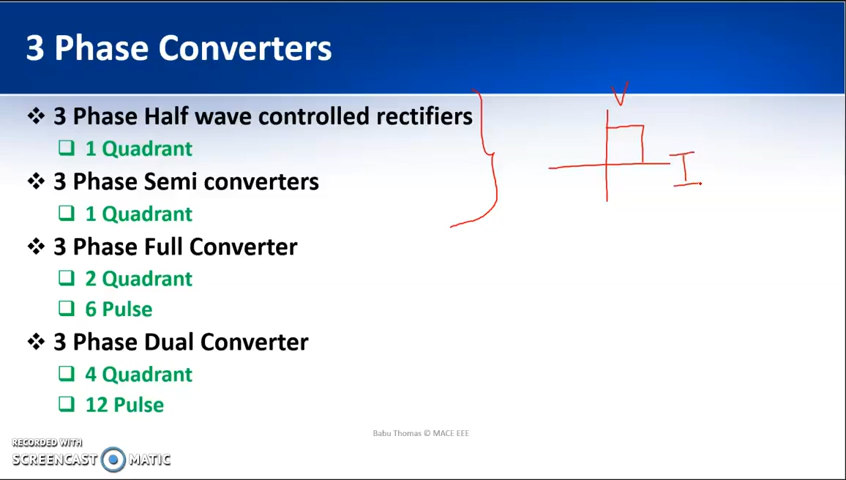 3 Phase Converters
❖ 3 Phase Half wave controlled rectifiers
❑ 1 Quadrant
❖ 3 Phase Semi converters
❑ 1 Quadrant
❖ 3 Phase Full Converter
❑ 2 Quadrant
❑ 6 Pulse
❖ 3 Phase Dual Converter
❑ 4 Quadrant
❑ 12 Pulse
V
I
Babu Thomas © MACE EEE
RECORDED WITH
SCREENCAST MATIC